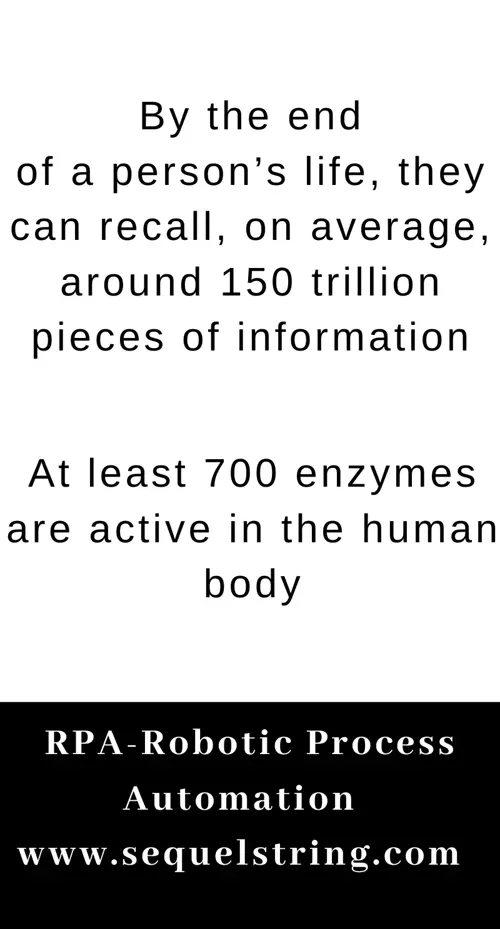 By the end
of a person’s life, they
can recall, on average,
around 150 trillion
pieces of information
At least 700 enzymes
are active in the human
body
RPA-Robotic Process
Automation
www.sequelstring.com